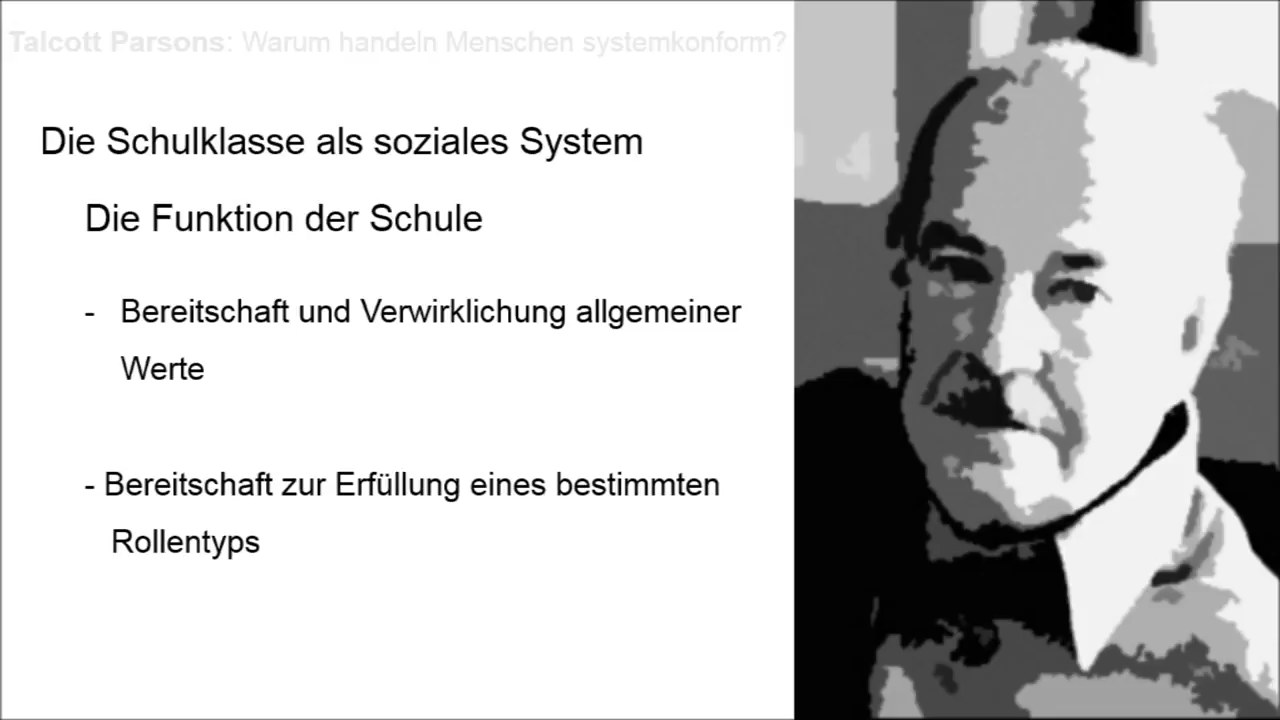 Talcott Parsons: Warum handeln Menschen systemkonform?
Die Schulklasse als soziales System
Die Funktion der Schule
- Bereitschaft und Verwirklichung allgemeiner
Werte
- Bereitschaft zur Erfüllung eines bestimmten
Rollentyps